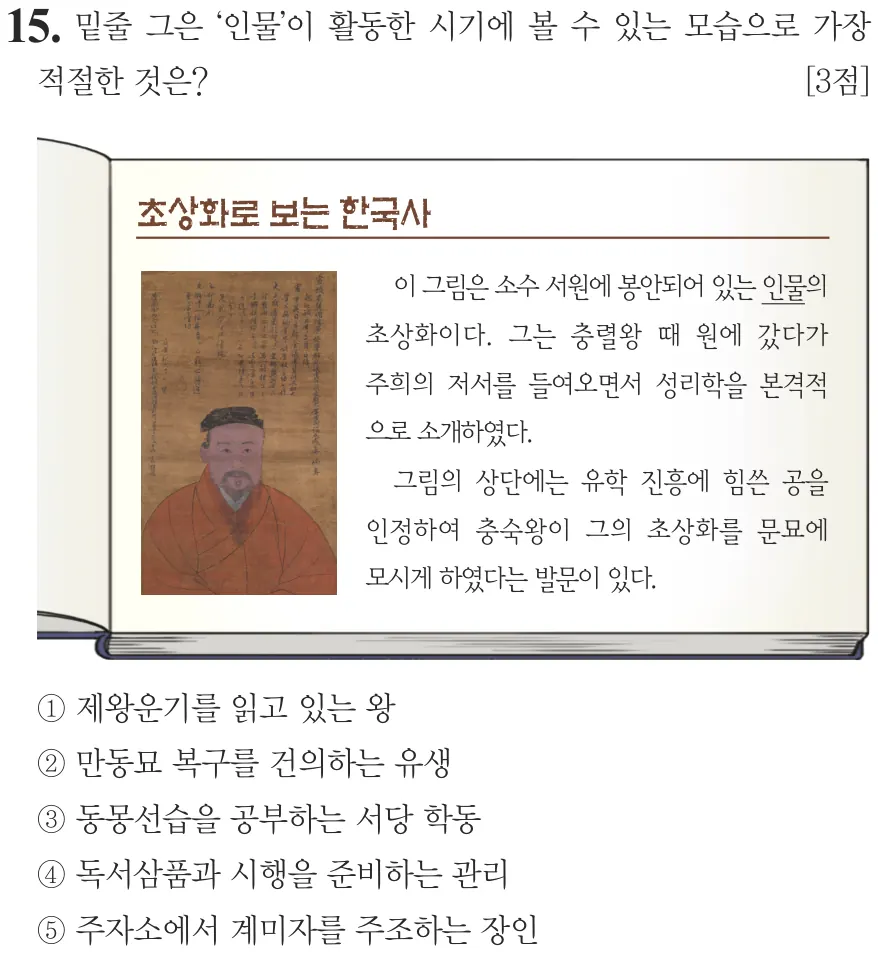 15. 밑줄 그은 ‘인물’이 활동한 시기에 볼 수 있는 모습으로 가장
적절한 것은? [3점]
초상화로 보는 한국사
이 그림은 소수 서원에 봉안되어 있는 인물의
초상화이다. 그는 충렬왕 때 원에 갔다가
주희의 저서를 들여오면서 성리학을 본격적
으로 소개하였다.
그림의 상단에는 유학 진흥에 힘쓴 공을
인정하여 충숙왕이 그의 초상화를 문묘에
모시게 하였다는 발문이 있다.
① 제왕운기를 읽고 있는 왕
② 만동묘 복구를 건의하는 유생
③ 동몽선습을 공부하는 서당 학동
④ 독서삼품과 시행을 준비하는 관리
⑤ 주자소에서 계미자를 주조하는 장인